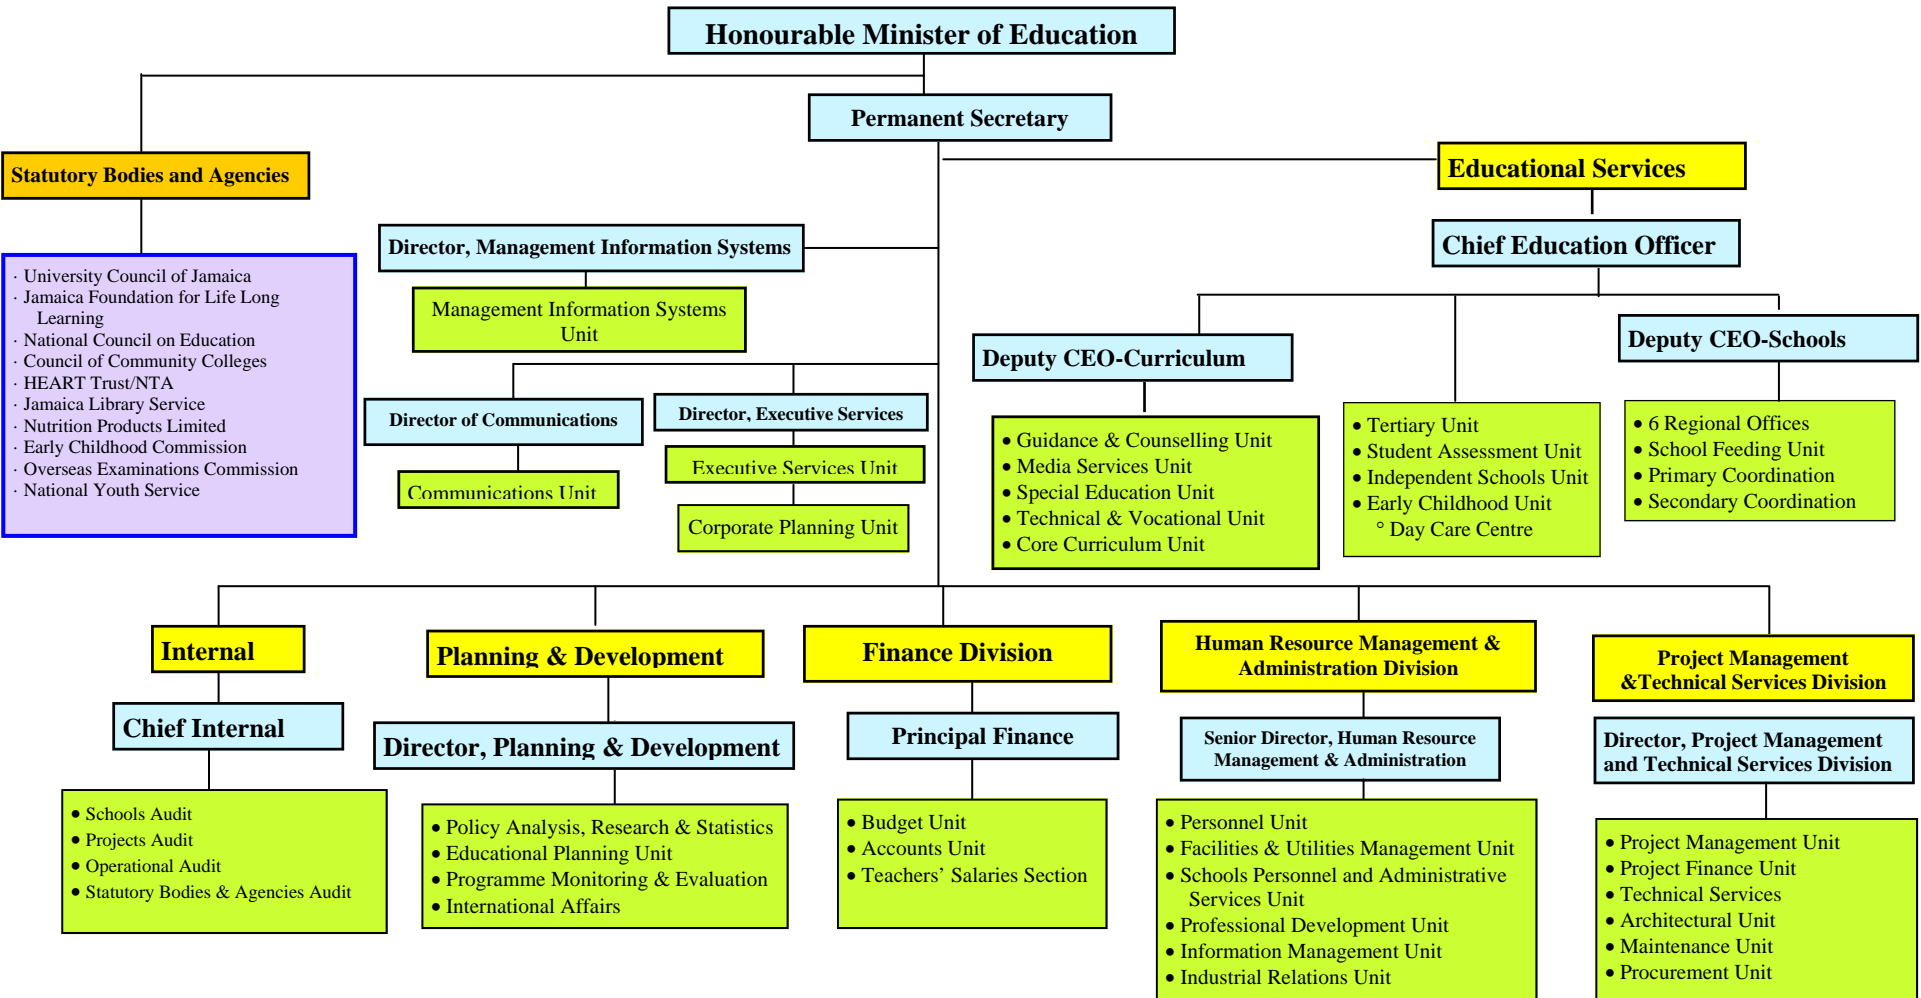 Honourable Minister of Education
Permanent Secretary
Statutory Bodies and Agencies
· University Council of Jamaica
· Jamaica Foundation for Life Long
Learning
· National Council on Education
· Council of Community Colleges
· HEART Trust/NTA
· Jamaica Library Service
· Nutrition Products Limited
· Early Childhood Commission
· Overseas Examinations Commission
· National Youth Service
Educational Services
Chief Education Officer
Director, Management Information Systems
Management Information Systems
Unit
Director of Communications
Communications Unit
Director, Executive Services
Executive Services Unit
Corporate Planning Unit
Deputy CEO-Curriculum
• Guidance & Counselling Unit
• Media Services Unit
• Special Education Unit
• Technical & Vocational Unit
• Core Curriculum Unit
• Tertiary Unit
• Student Assessment Unit
• Independent Schools Unit
• Early Childhood Unit
° Day Care Centre
Deputy CEO-Schools
• 6 Regional Offices
• School Feeding Unit
• Primary Coordination
• Secondary Coordination
Internal
Chief Internal
• Schools Audit
• Projects Audit
• Operational Audit
• Statutory Bodies & Agencies Audit
Planning & Development
Director, Planning & Development
• Policy Analysis, Research & Statistics
• Educational Planning Unit
• Programme Monitoring & Evaluation
• International Affairs
Finance Division
Principal Finance
• Budget Unit
• Accounts Unit
• Teachers’ Salaries Section
Human Resource Management &
Administration Division
Senior Director, Human Resource
Management & Administration
• Personnel Unit
• Facilities & Utilities Management Unit
• Schools Personnel and Administrative
Services Unit
• Professional Development Unit
• Information Management Unit
• Industrial Relations Unit
Project Management
&Technical Services Division
Director, Project Management
and Technical Services Division
• Project Management Unit
• Project Finance Unit
• Technical Services
• Architectural Unit
• Maintenance Unit
• Procurement Unit